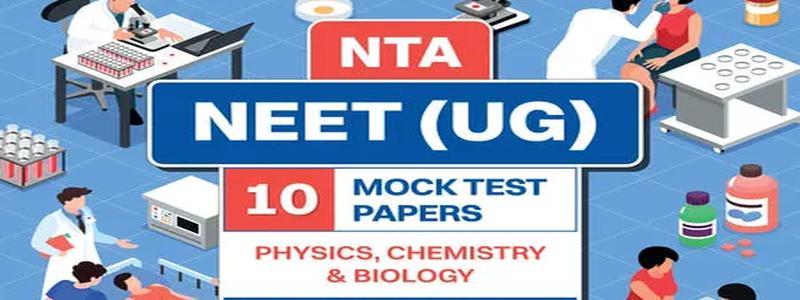 NTA
NEET (UG)
10 MOCK TEST
PAPERS
PHYSICS, CHEMISTRY
& BIOLOGY